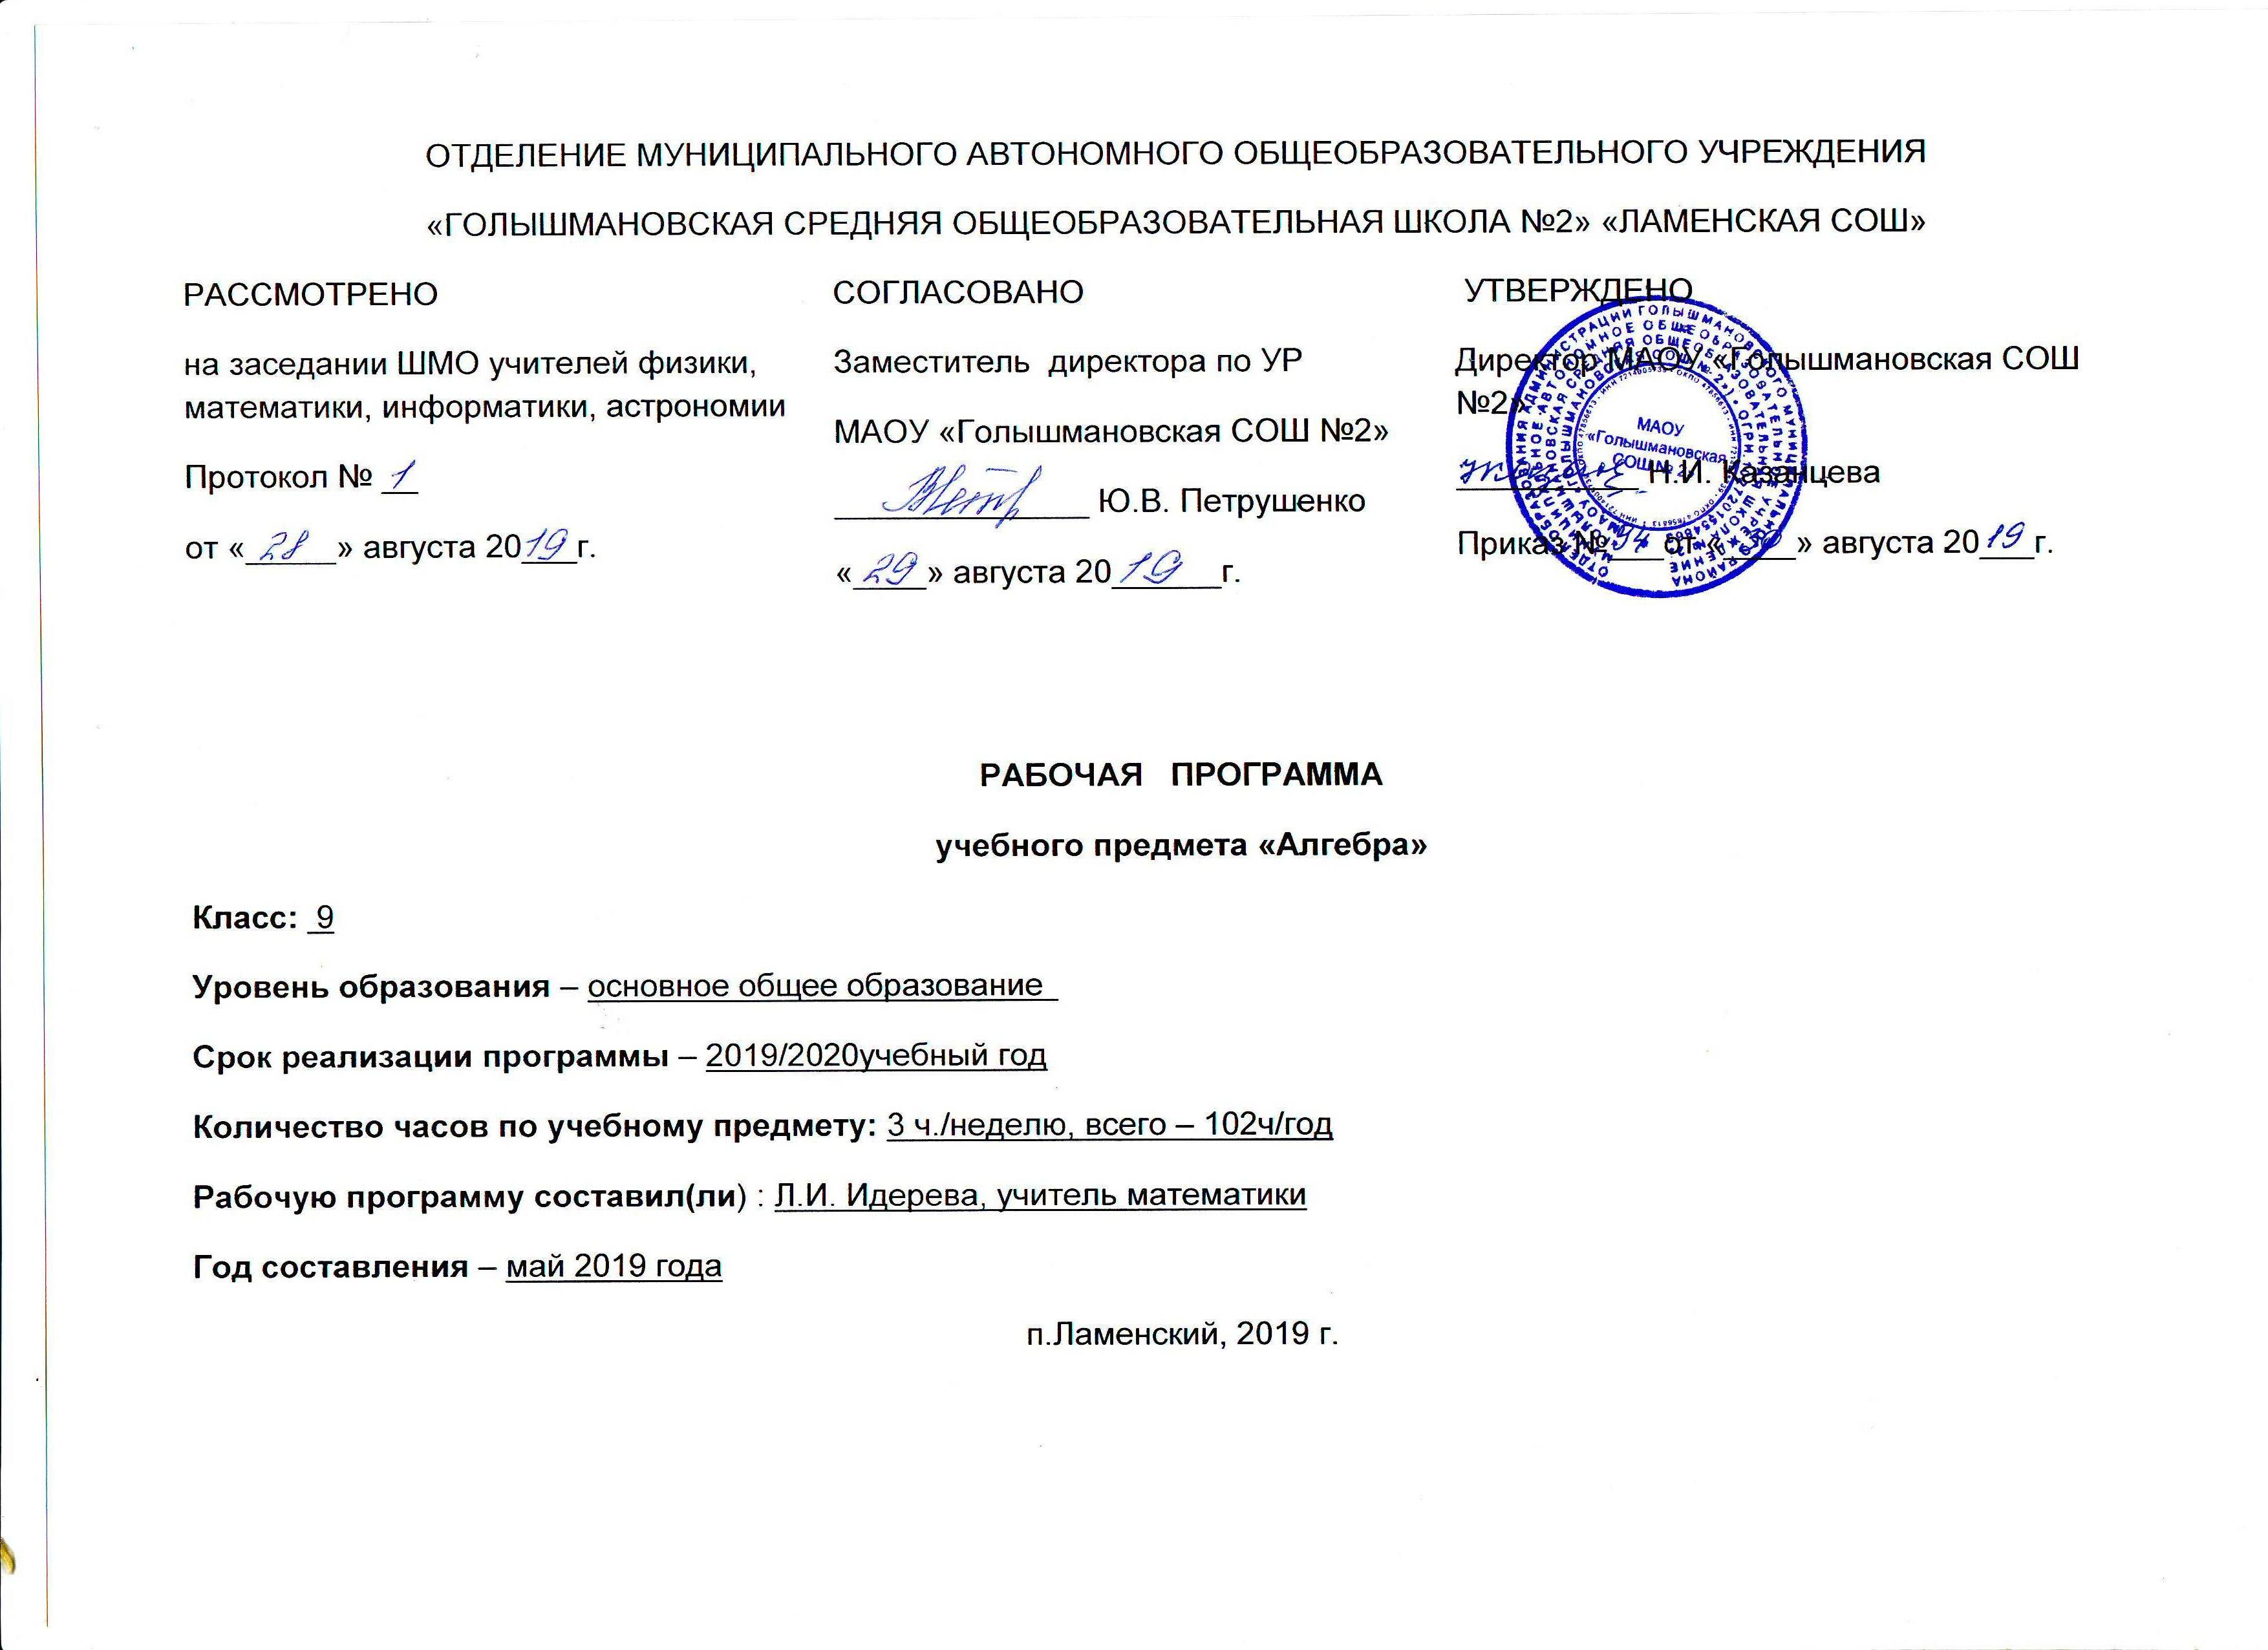 ОТДЕЛЕНИЕ МУНИЦИПАЛЬНОГО АВТОНОМНОГО ОБЩЕОБРАЗОВАТЕЛЬНОГО УЧРЕЖДЕНИЯ
«ГОЛЫШМАНОВСКАЯ СРЕДНЯЯ ОБЩЕОБРАЗОВАТЕЛЬНАЯ ШКОЛА №2» «ЛАМЕНСКАЯ СОШ»
РАССМОТРЕНО
на заседании ШМО учителей физики,
математики, информатики, астрономии
Протокол № 1
от «28» августа 2019г.
СОГЛАСОВАНО
Заместитель директора по УР
МАОУ «Голышмановская СОШ №2»
Ю.В. Петрушенко
«29» августа 2019г.
УТВЕРЖДЕНО
Директор МАОУ «Голышмановская СОШ
№2»
Н.И. Казанцева
Приказ № от « » августа 2019г.
МАОУ
«Голышмановская
СОШ № 2»
РАБОЧАЯ ПРОГРАММА
учебного предмета «Алгебра»
Класс: 9
Уровень образования – основное общее образование
Срок реализации программы – 2019/2020учебный год
Количество часов по учебному предмету: 3 ч./неделю, всего – 102ч/год
Рабочую программу составил(ли) : Л.И. Идерева, учитель математики
Год составления – май 2019 года
п.Ламенский, 2019 г.